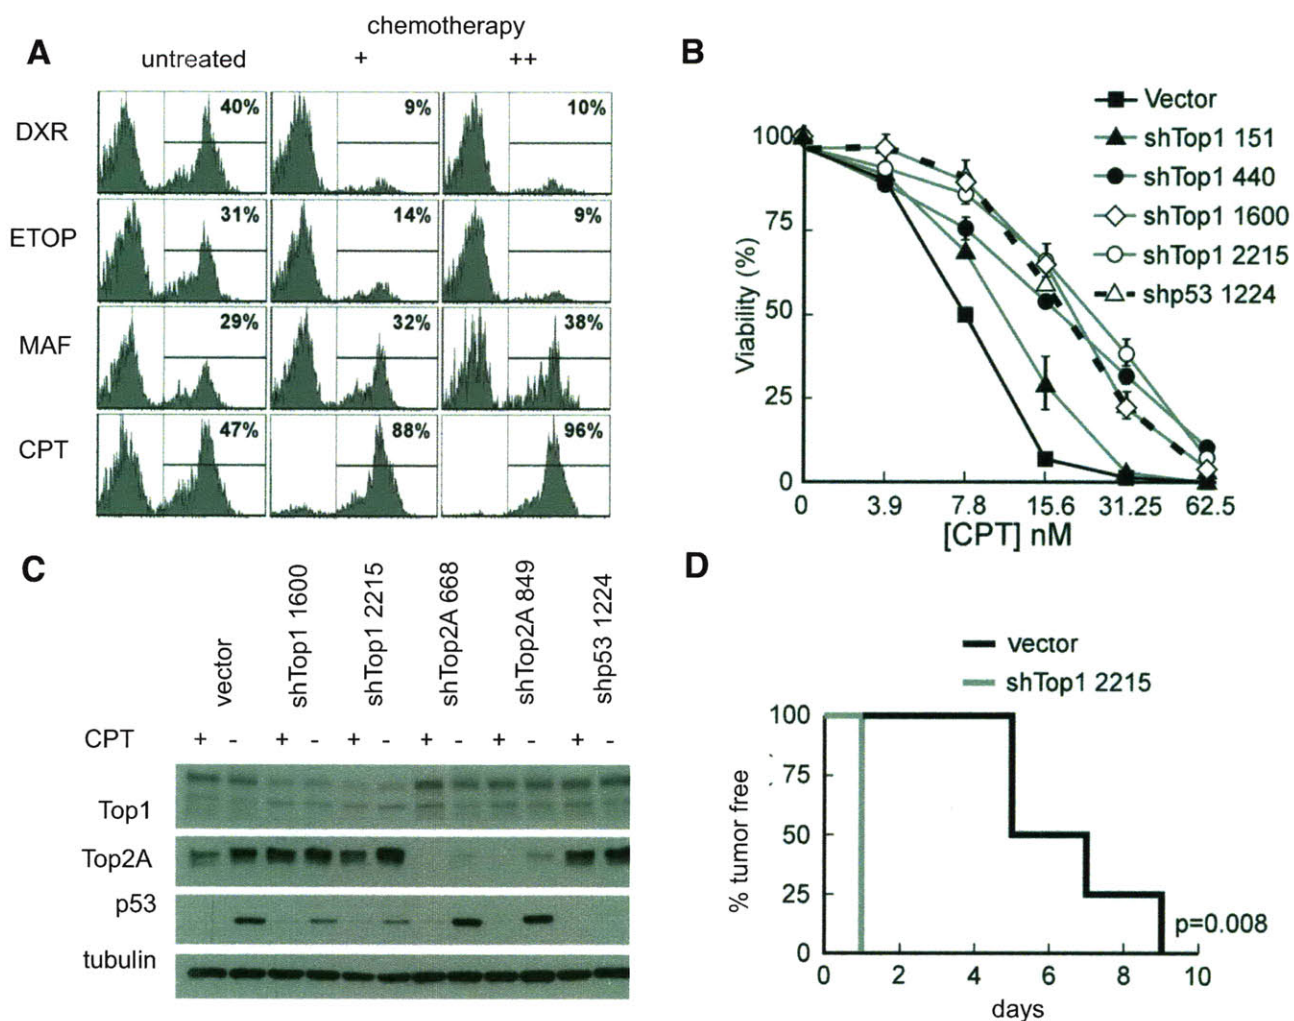 A
chemotherapy
untreated + ++
DXR 40% 9% 10%
ETOP 31% 14% 9%
MAF 29% 32% 38%
CPT 47% 88% 96%
B
Vector
shTop1 151
shTop1 440
shTop1 1600
shTop1 2215
shp53 1224
Viability (%)
100
75
50
25
0
0 3.9 7.8 15.6 31.25 62.5
[CPT] nM
C
vector
shTop1 1600
shTop1 2215
shTop2A 668
shTop2A 849
shp53 1224
CPT + - + - + - + - + - + -
Top1
Top2A
p53
tubulin
D
vector
shTop1 2215
% tumor free
100
75
50
25
0
p=0.008
0 2 4 6 8 10
days